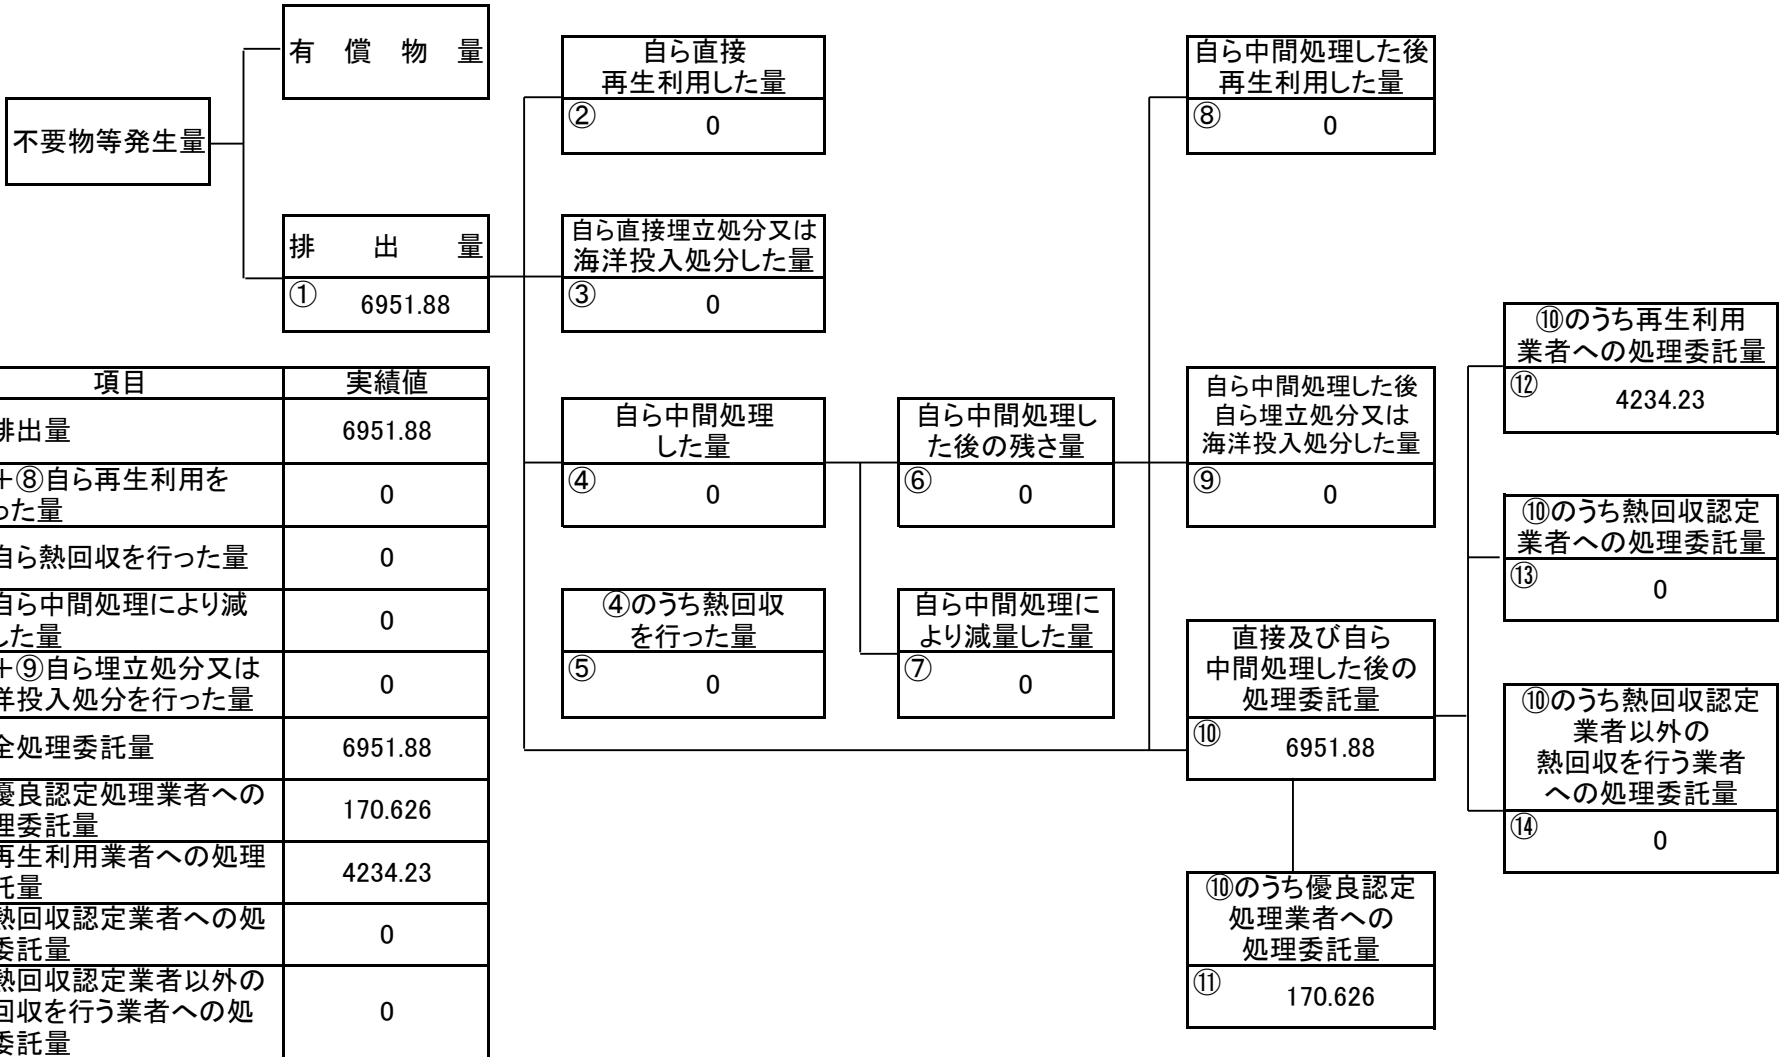 有償物量
不要物等発生量
排出量
①
6951.88
自ら直接
再生利用した量
②
0
自ら直接埋立処分又は
海洋投入処分した量
③
0
自ら中間処理
した量
④
0
④のうち熱回収
を行った量
⑤
0
自ら中間処理し
た後の残さ量
⑥
0
自ら中間処理に
より減量した量
⑦
0
自ら中間処理した後
再生利用した量
⑧
0
自ら中間処理した後
自ら埋立処分又は
海洋投入処分した量
⑨
0
直接及び自ら
中間処理した後の
処理委託量
⑩
6951.88
⑩のうち優良認定
処理業者への
処理委託量
⑪
170.626
⑩のうち再生利用
業者への処理委託量
⑫
4234.23
⑩のうち熱回収認定
業者への処理委託量
⑬
0
⑩のうち熱回収認定
業者以外の
熱回収を行う業者
への処理委託量
⑭
0
項目 実績値
排出量 6951.88
+⑧自ら再生利用を
った量
0
自ら熱回収を行った量 0
自ら中間処理により減
した量
0
+⑨自ら埋立処分又は
洋投入処分を行った量
0
全処理委託量 6951.88
優良認定処理業者への
理委託量
170.626
再生利用業者への処理
託量
4234.23
熱回収認定業者への処
委託量
0
熱回収認定業者以外の
回収を行う業者への処
委託量
0